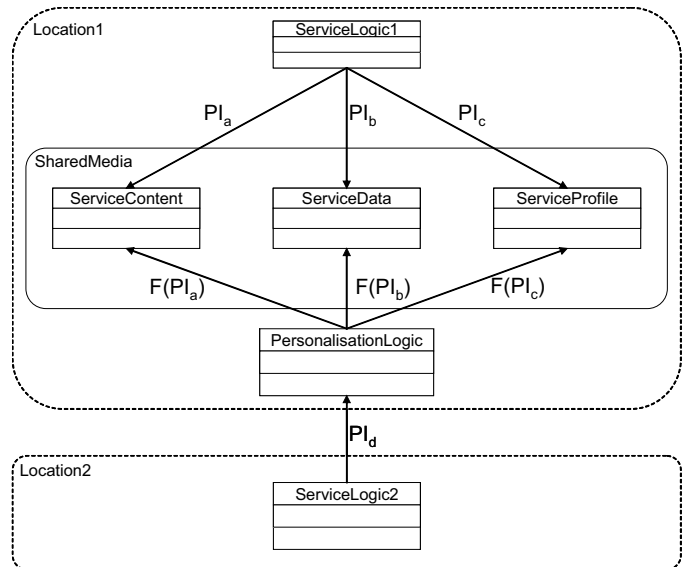 Location1
ServiceLogic1
PIa
PIb
PIc
SharedMedia
ServiceContent
ServiceData
ServiceProfile
F(PIa)
F(PIb)
F(PIc)
PersonalisationLogic
PId
Location2
ServiceLogic2